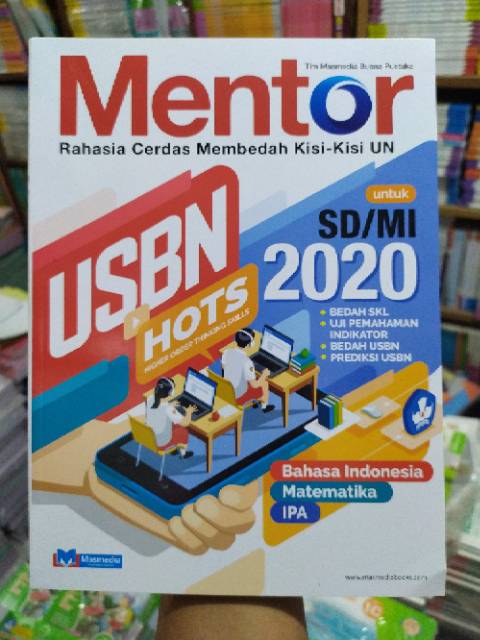 Tim Masmedia Buana Pustaka
Mentor
Rahasia Cerdas Membedah Kisi-Kisi UN
untuk
SD/MI
2020
• BEDAH SKL
• UJI PEMAHAMAN
INDIKATOR
• BEDAH USBN
• PREDIKSI USBN
USBN
HOTS
HIGHER ORDER THINKING SKILLS
Bahasa Indonesia
Matematika
IPA
Masmedia
www.masmediabooks.com